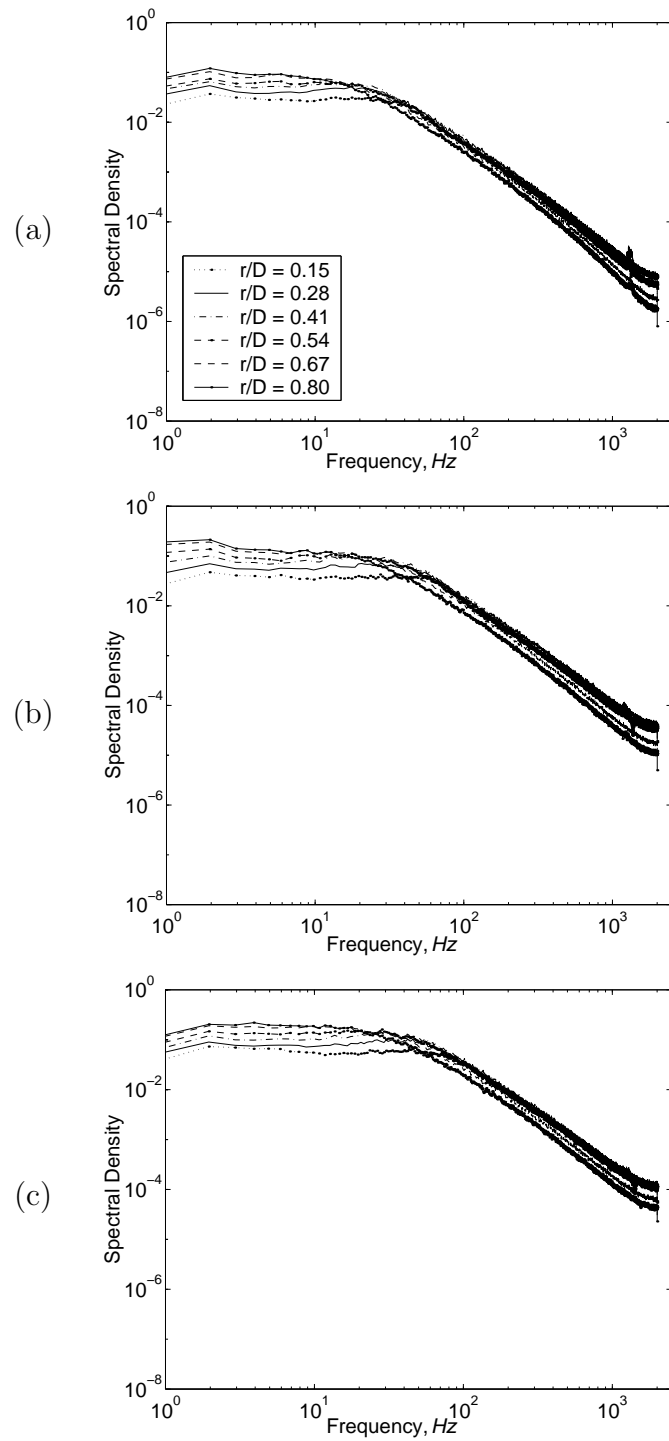 (a)
Spectral Density
10^0
10^−2
10^−4
10^−6
10^−8
r/D = 0.15
r/D = 0.28
r/D = 0.41
r/D = 0.54
r/D = 0.67
r/D = 0.80
10^0 10^1 10^2 10^3
Frequency, Hz
(b)
Spectral Density
10^0
10^−2
10^−4
10^−6
10^−8
10^0 10^1 10^2 10^3
Frequency, Hz
(c)
Spectral Density
10^0
10^−2
10^−4
10^−6
10^−8
10^0 10^1 10^2 10^3
Frequency, Hz